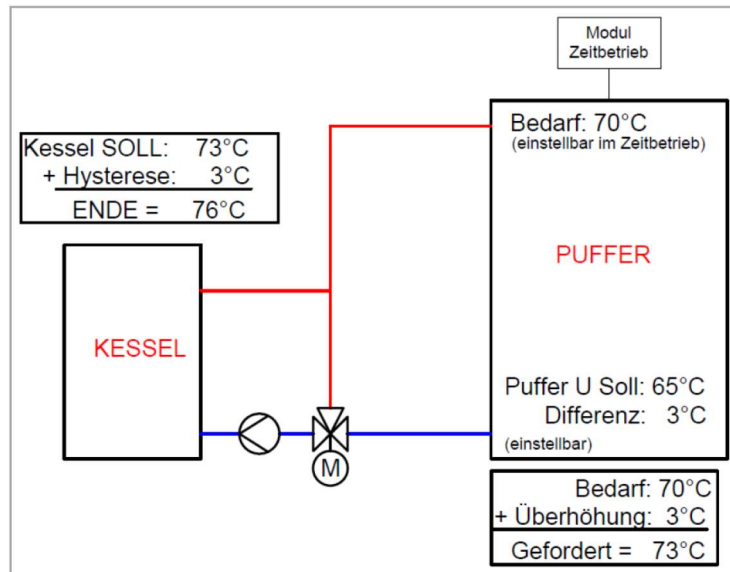 Modul
Zeitbetrieb
Kessel SOLL: 73°C
+ Hysterese: 3°C
ENDE = 76°C
Bedarf: 70°C
(einstellbar im Zeitbetrieb)
PUFFER
KESSEL
Puffer U Soll: 65°C
Differenz: 3°C
(einstellbar)
M
Bedarf: 70°C
+ Überhöhung: 3°C
Gefordert = 73°C